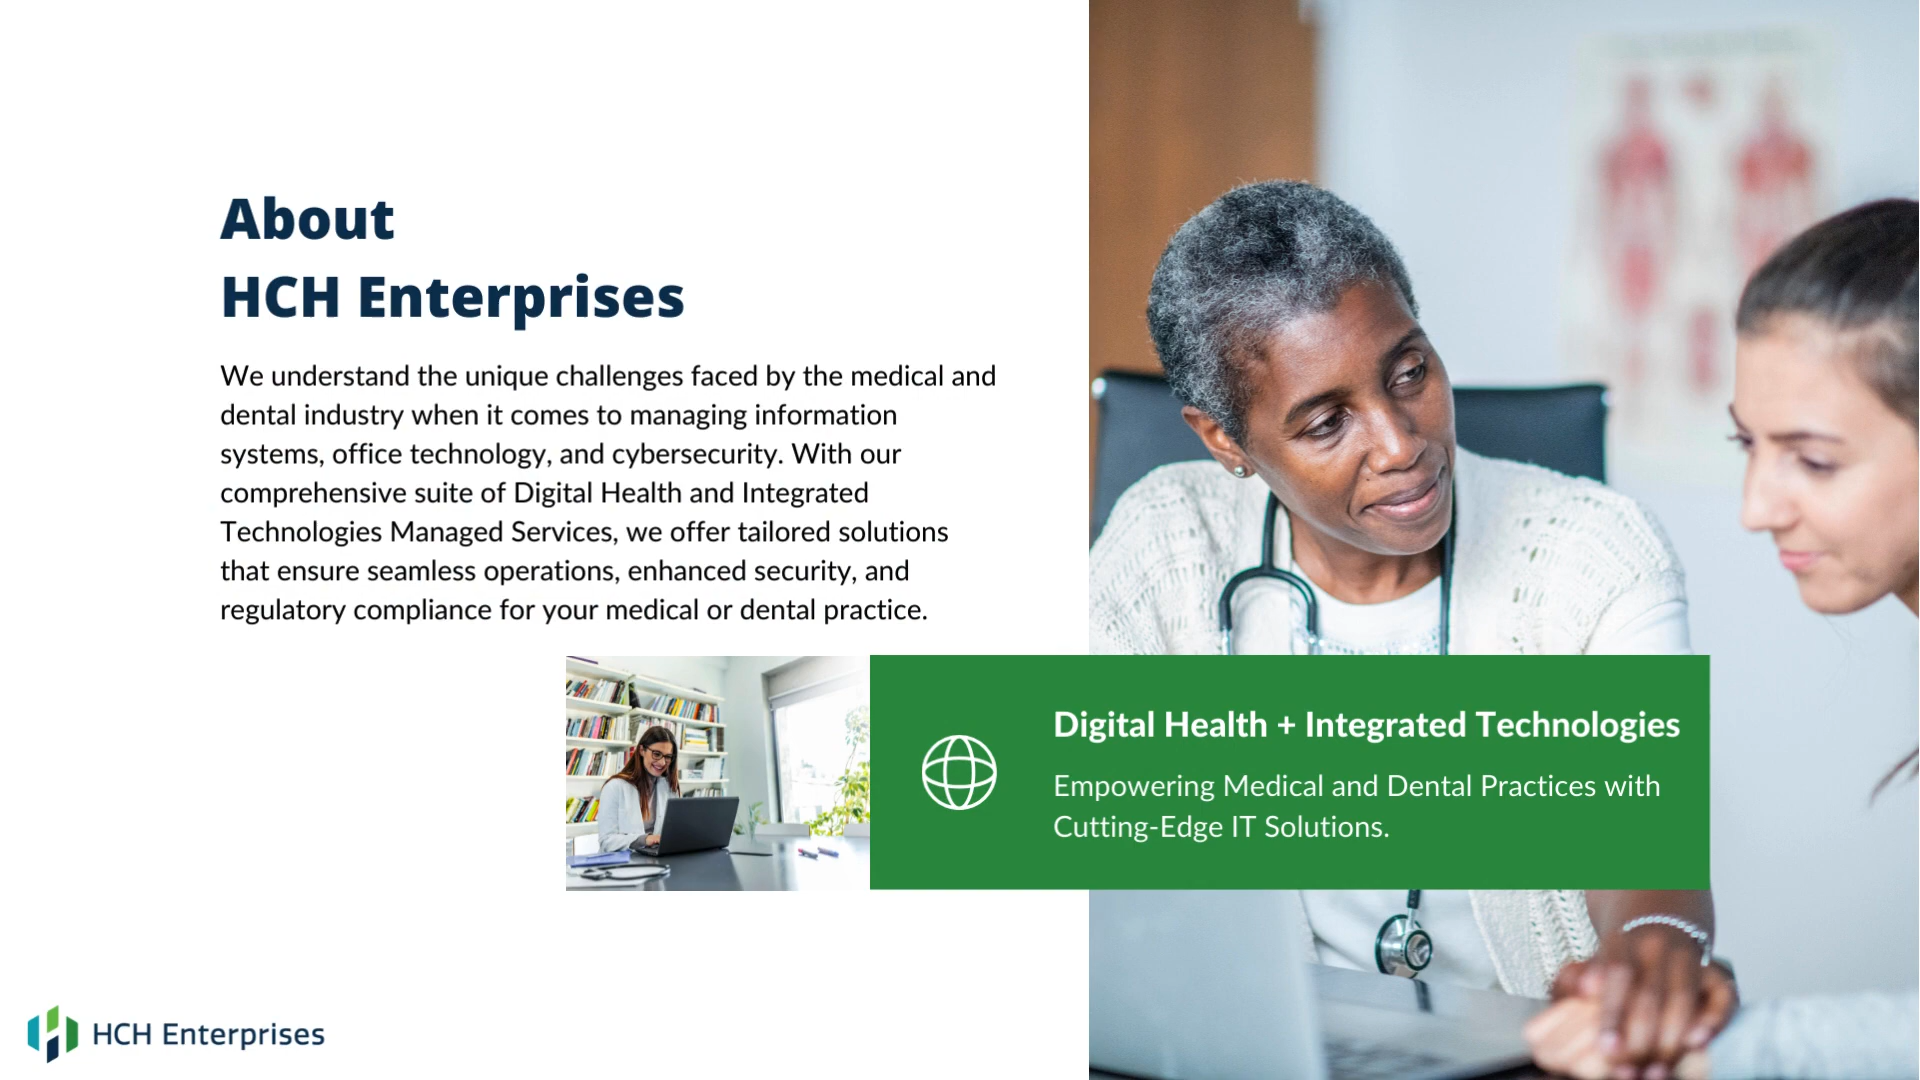 About
HCH Enterprises
We understand the unique challenges faced by the medical and
dental industry when it comes to managing information
systems, office technology, and cybersecurity. With our
comprehensive suite of Digital Health and Integrated
Technologies Managed Services, we offer tailored solutions
that ensure seamless operations, enhanced security, and
regulatory compliance for your medical or dental practice.
Digital Health + Integrated Technologies
Empowering Medical and Dental Practices with
Cutting-Edge IT Solutions.
HCH Enterprises